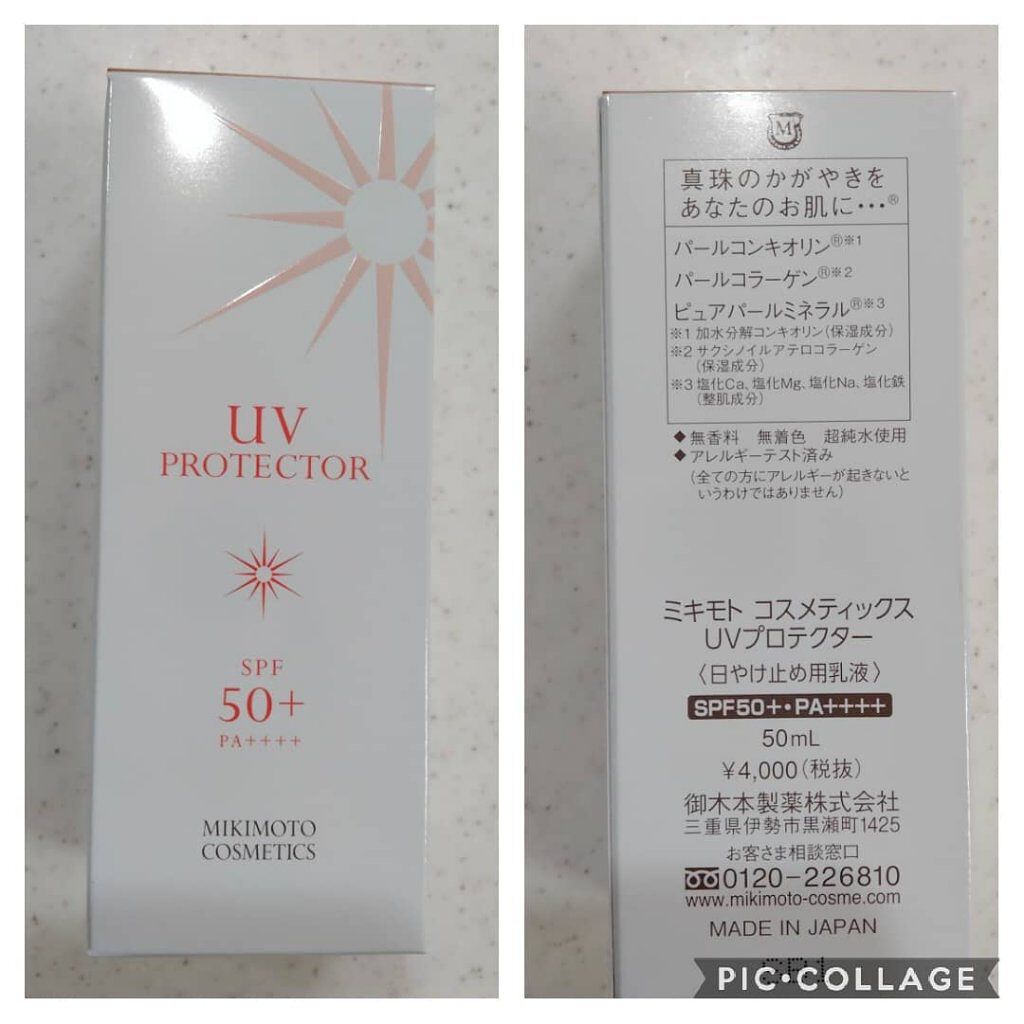 UV
PROTECTOR
SPF
50+
PA++++
MIKIMOTO
COSMETICS
M
真珠のかがやきを
あなたのお肌に•••®
パールコンキオリン®※1
パールコラーゲン®※2
ピュアパールミネラル®※3
※1 加水分解コンキオリン(保湿成分)
※2 サクシノイルアテロコラーゲン
(保湿成分)
※3 塩化Ca、塩化Mg、塩化Na、塩化鉄
(整肌成分)
◆無香料 無着色 超純水使用
◆アレルギーテスト済み
(全ての方にアレルギーが起きないと
いうわけではありません)
ミキモト コスメティックス
UVプロテクター
〈日やけ止め用乳液〉
SPF50+・PA++++
50mL
¥4,000(税抜)
御木本製薬株式会社
三重県伊勢市黒瀬町1425
お客さま相談窓口
0120-226810
www.mikimoto-cosme.com
MADE IN JAPAN
PIC•COLLAGE